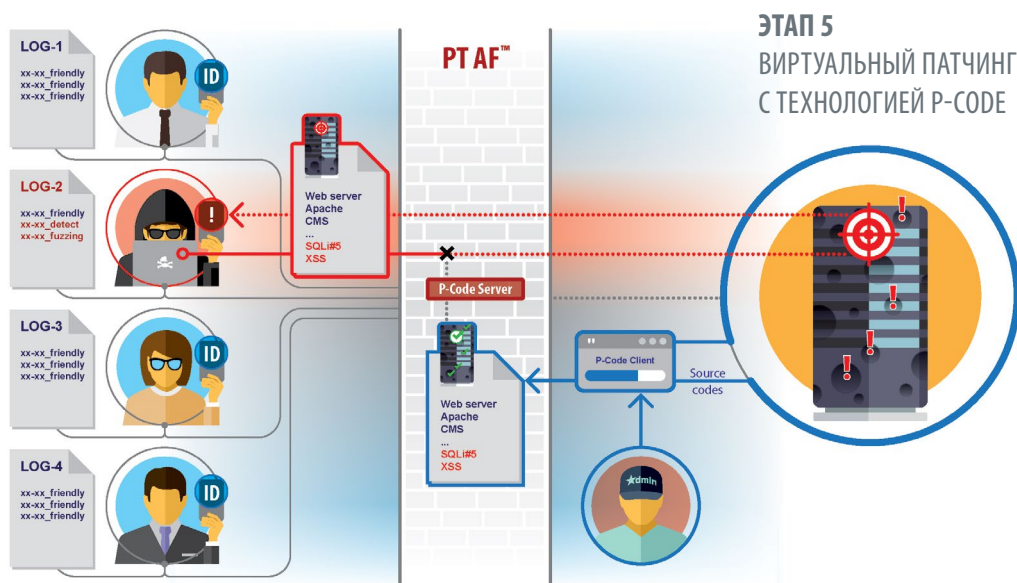 ЭТАП 5
ВИРТУАЛЬНЫЙ ПАТЧИНГ
С ТЕХНОЛОГИЕЙ P-CODE
PT AF™
LOG-1
xx-xx_friendly
xx-xx_friendly
xx-xx_friendly
ID
LOG-2
xx-xx_friendly
xx-xx_detect
xx-xx_fuzzing
!
Web server
Apache
CMS
...
SQLi#5
XSS
P-Code Server
LOG-3
xx-xx_friendly
xx-xx_friendly
xx-xx_friendly
ID
Web server
Apache
CMS
...
SQLi#5
XSS
P-Code Client
Source
codes
!
!
!
!
LOG-4
xx-xx_friendly
xx-xx_friendly
xx-xx_friendly
ID
★dmin